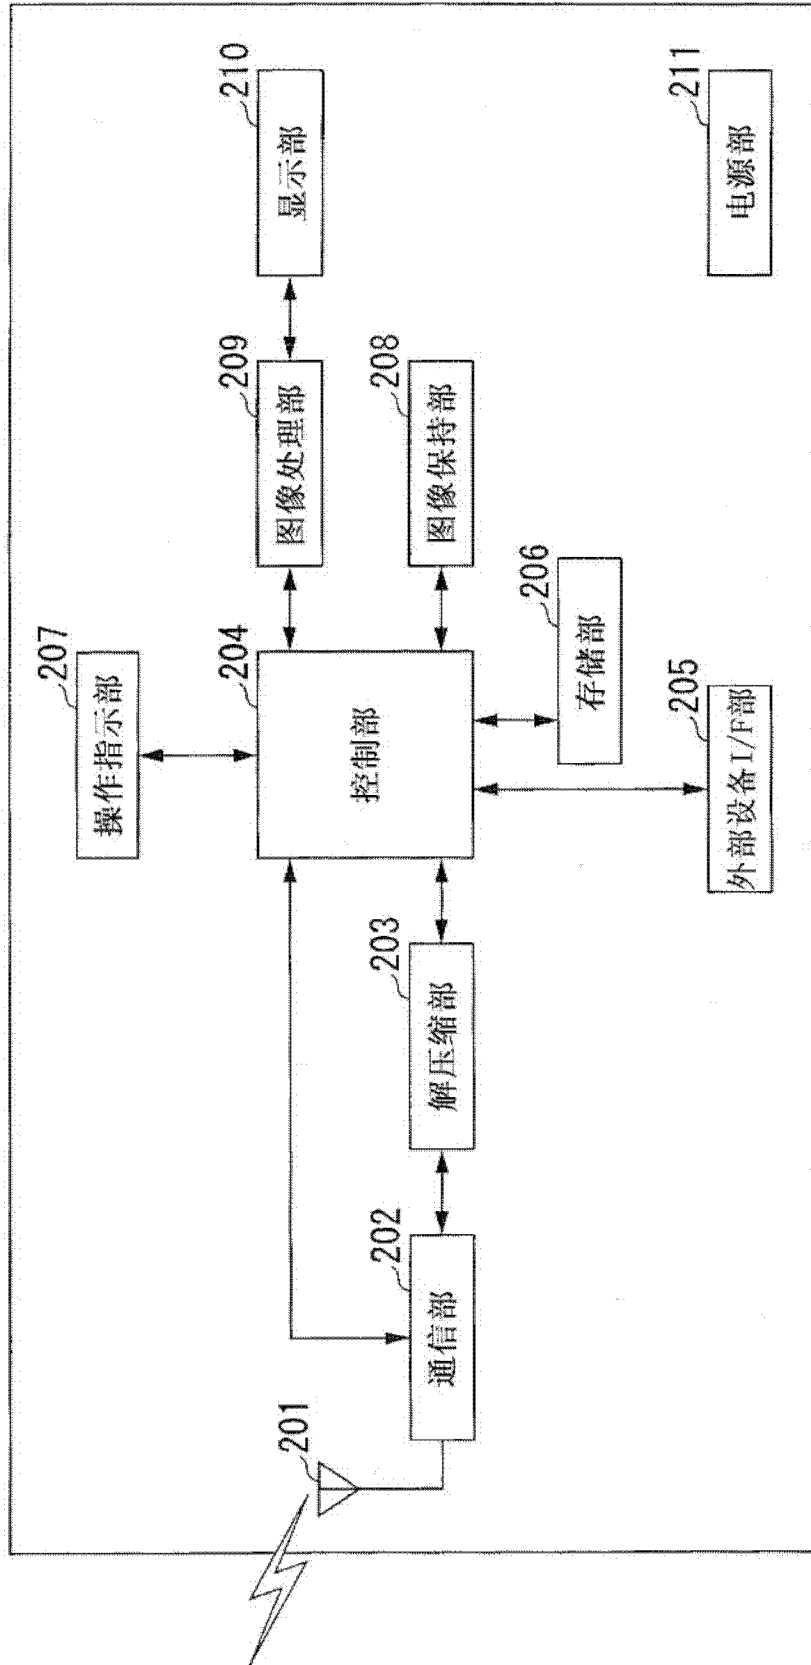 201
202
通信部
203
解压缩部
204
控制部
207
操作指示部
209
图像处理部
210
显示部
208
图像保持部
206
存储部
205
外部设备I/F部
211
电源部